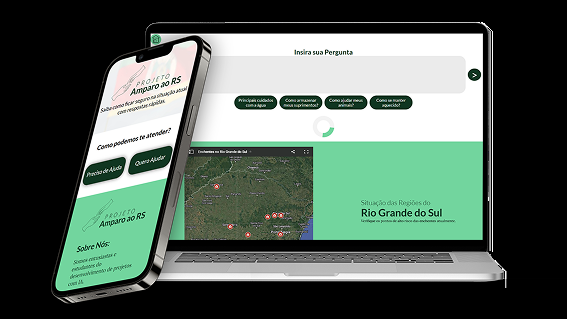 PROJETO
Amparo ao RS
Saiba como ficar seguro na situação atual
com respostas rápidas.
Como podemos te atender?
Preciso de Ajuda
Quero Ajudar
PROJETO
Amparo ao RS
Sobre Nós:
Somos entusiastas e
estudantes do
desenvolvimento de projetos
com IA,
Insira sua Pergunta
>
Principais cuidados
com a água
Como armazenar
meus suprimentos?
Como ajudar meus
animais?
Como se manter
aquecido?
Enchentes no Rio Grande do Sul
Situação das Regiões do
Rio Grande do Sul